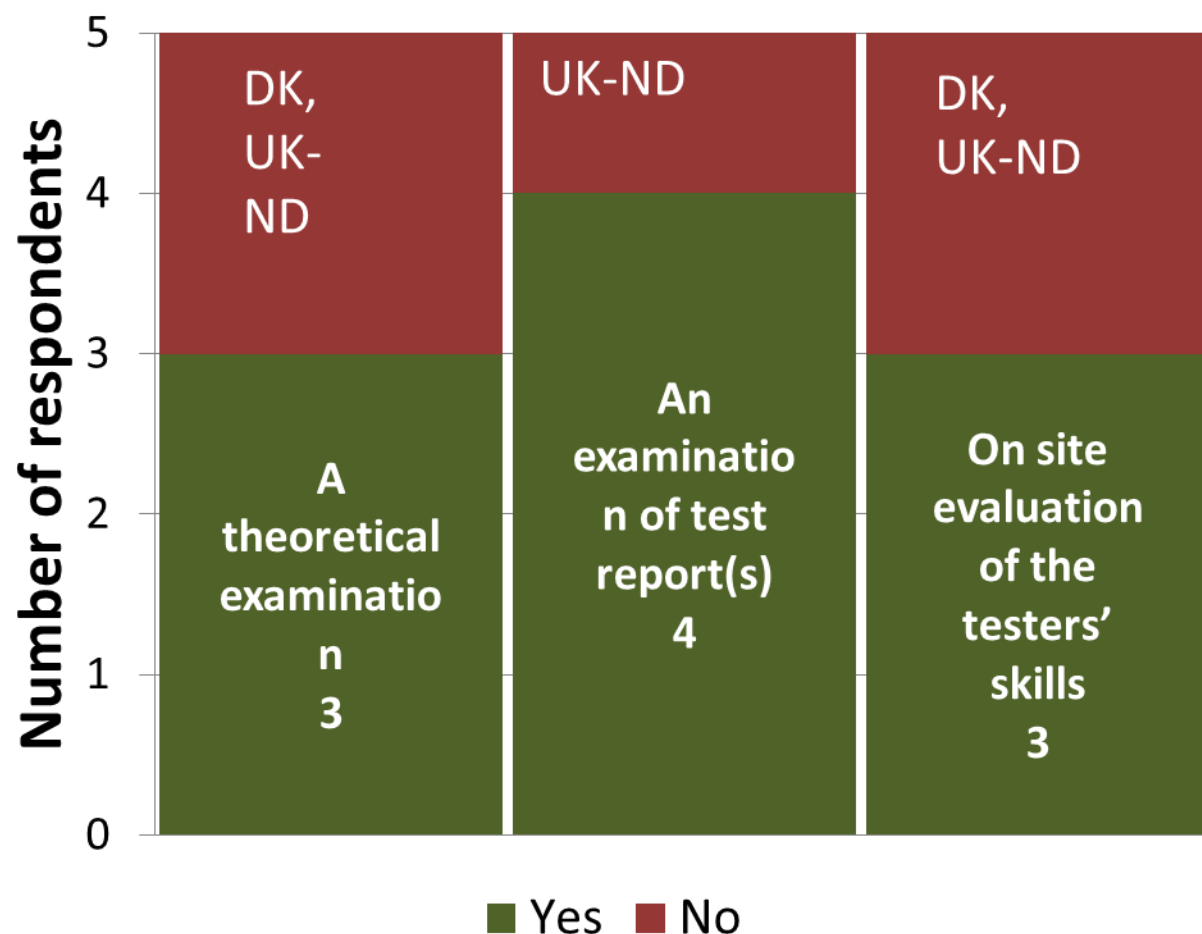 Number of respondents
5
4
3
2
1
0
DK,
UK-
ND
A
theoretical
examinatio
n
3
UK-ND
An
examinatio
n of test
report(s)
4
DK,
UK-ND
On site
evaluation
of the
testers’
skills
3
Yes No